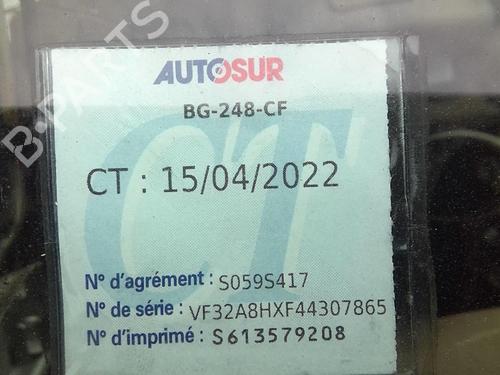 AUTOSUR
BG-248-CF
CT : 15/04/2022
N° d'agrément : S059S417
N° de série : VF32A8HXF44307865
N° d'imprimé : S613579208
CT
B-PARTS